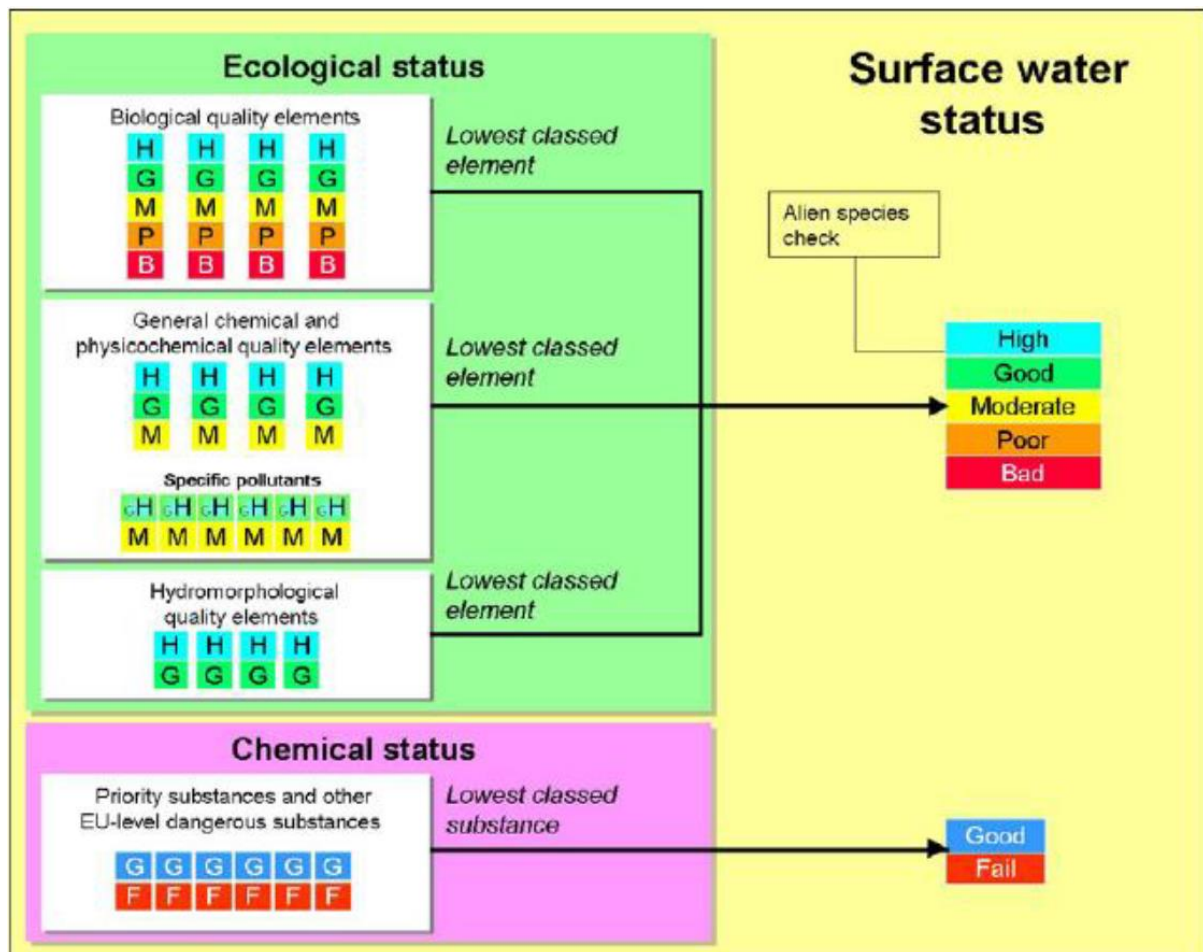 Ecological status
Biological quality elements
H H H H
G G G G
M M M M
P P P P
B B B B
Lowest classed
element
General chemical and
physicochemical quality elements
H H H H
G G G G
M M M M
Specific pollutants
GH GH GH GH GH GH
M M M M M M
Lowest classed
element
Hydromorphological
quality elements
H H H H
G G G G
Lowest classed
element
Surface water
status
Alien species
check
High
Good
Moderate
Poor
Bad
Chemical status
Priority substances and other
EU-level dangerous substances
G G G G G G
F F F F F F
Lowest classed
substance
Good
Fail